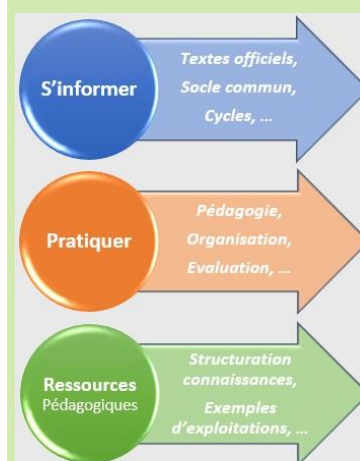 S'informer
Textes officiels,
Socle commun,
Cycles, ...
Pratiquer
Pédagogie,
Organisation,
Evaluation, ...
Ressources
Pédagogiques
Structuration
connaissances,
Exemples
d'exploitations, ...